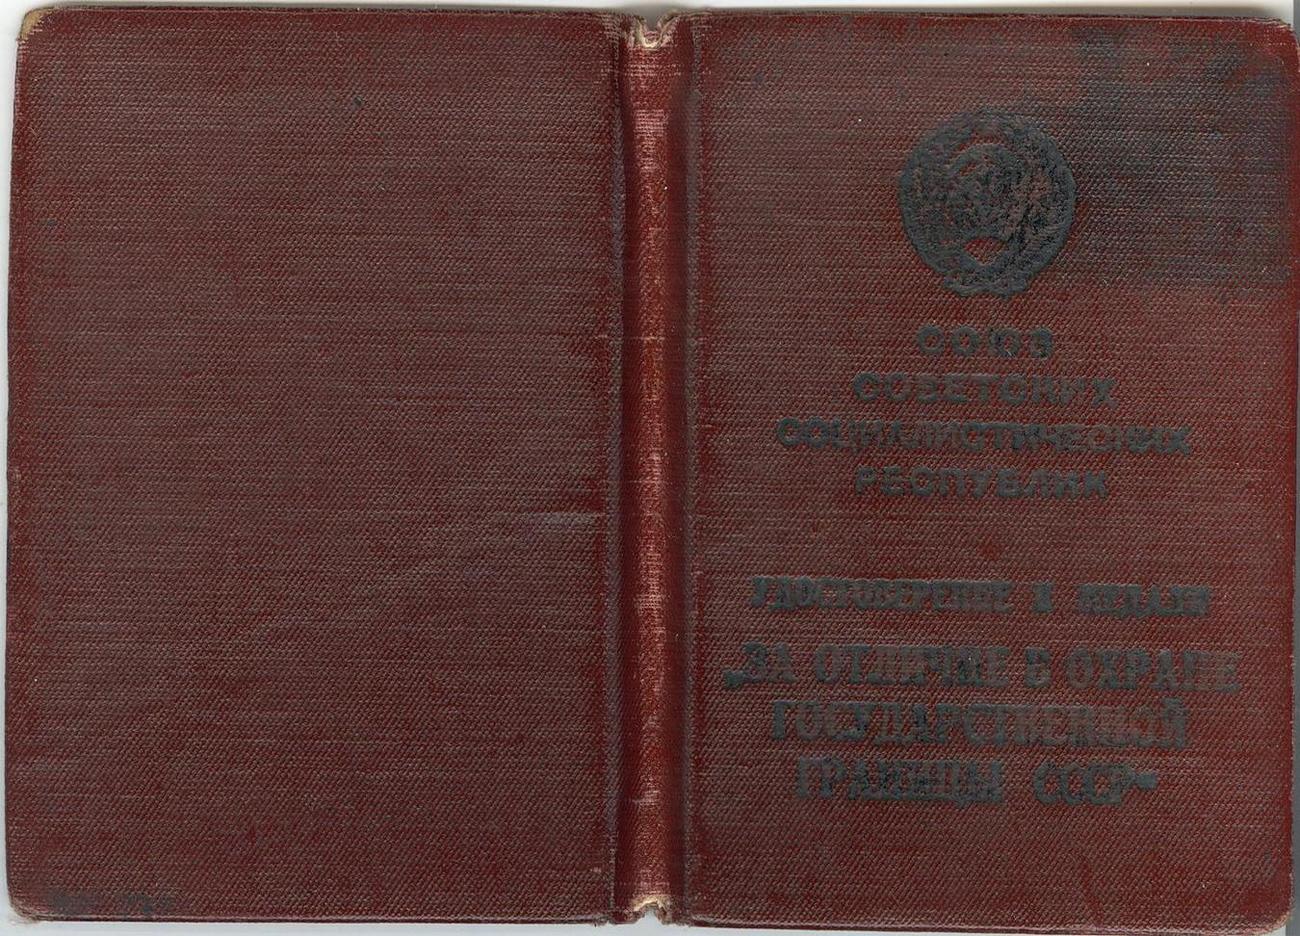 СОЮЗ
СОВЕТСКИХ
СОЦИАЛИСТИЧЕСКИХ
РЕСПУБЛИК
УДОСТОВЕРЕНИЕ К МЕДАЛИ
„ЗА ОТЛИЧИЕ В ОХРАНЕ
ГОСУДАРСТВЕННОЙ
ГРАНИЦЫ СССР“